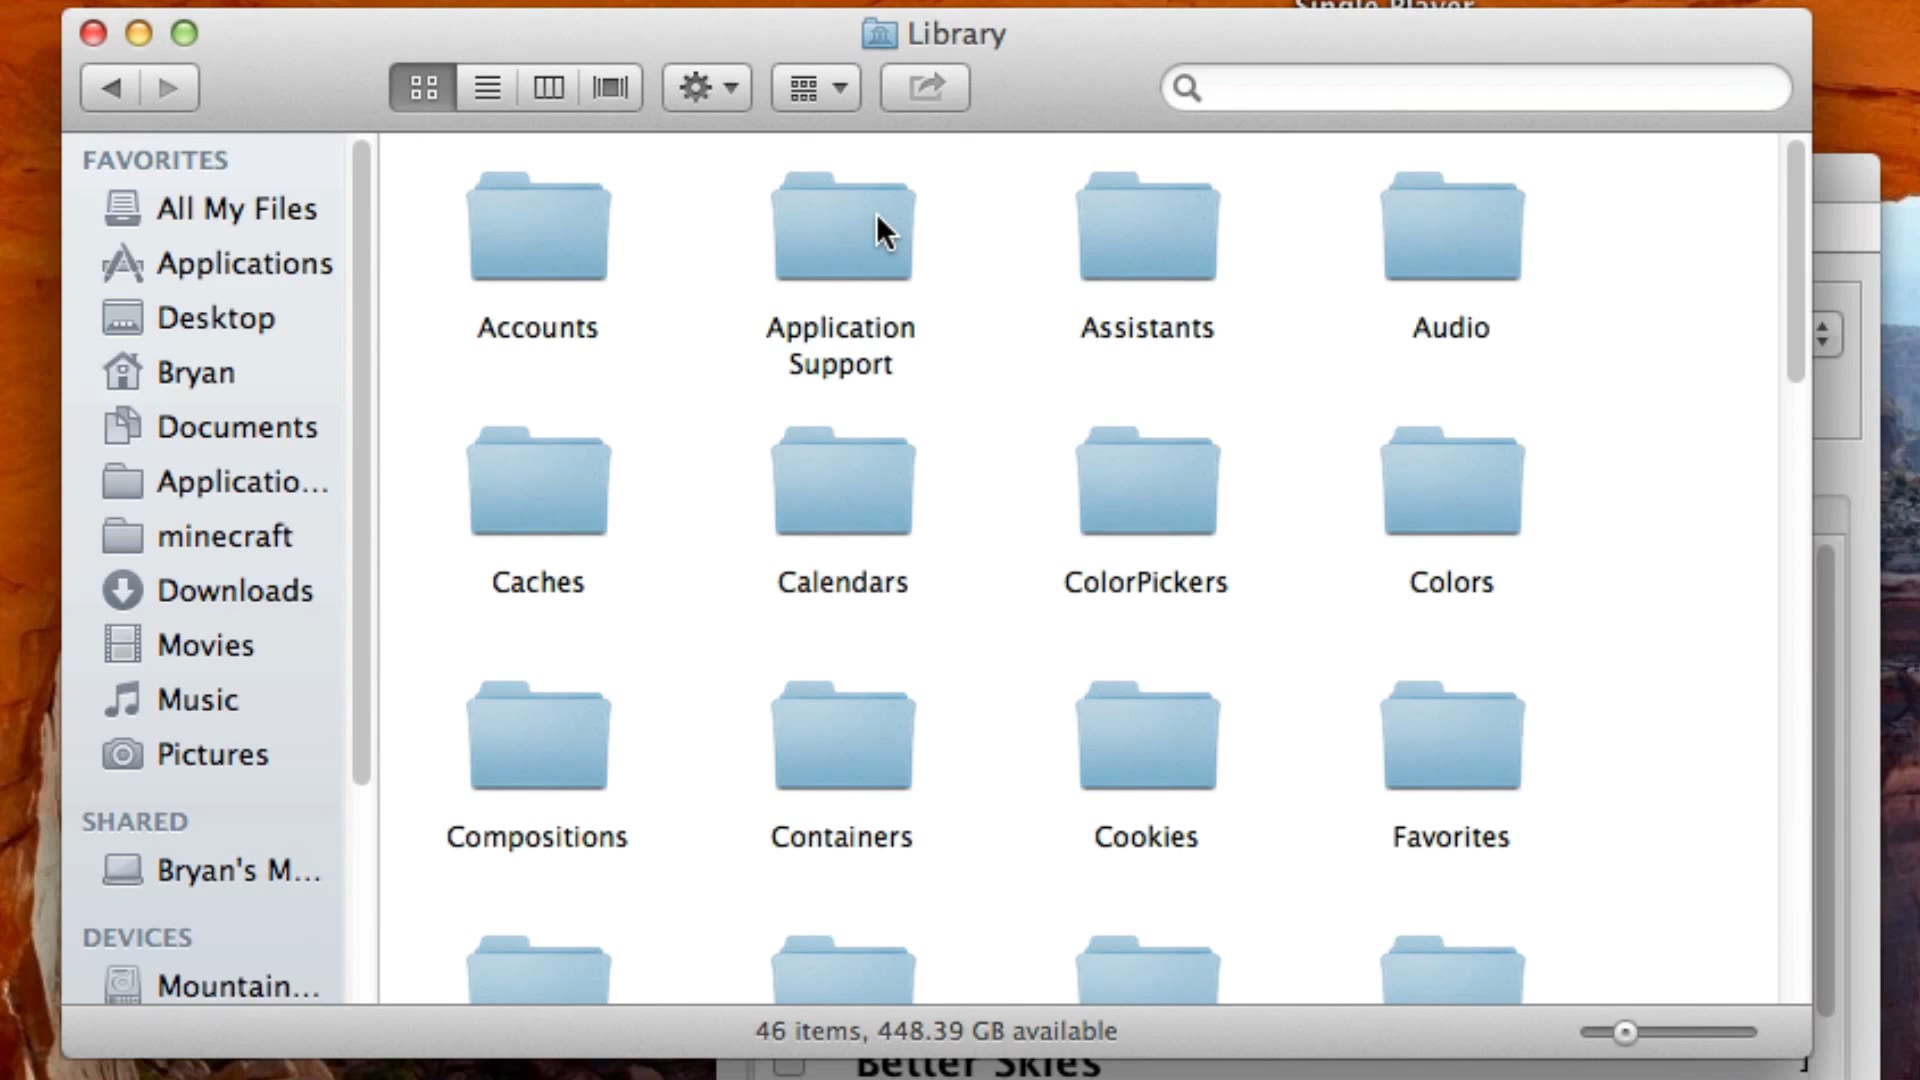 Single Player
Library
FAVORITES
All My Files
Applications
Desktop
Bryan
Documents
Applicatio...
minecraft
Downloads
Movies
Music
Pictures
SHARED
Bryan's M...
DEVICES
Mountain...
Accounts
Application
Support
Assistants
Audio
Caches
Calendars
ColorPickers
Colors
Compositions
Containers
Cookies
Favorites
46 items, 448.39 GB available
Better Skies